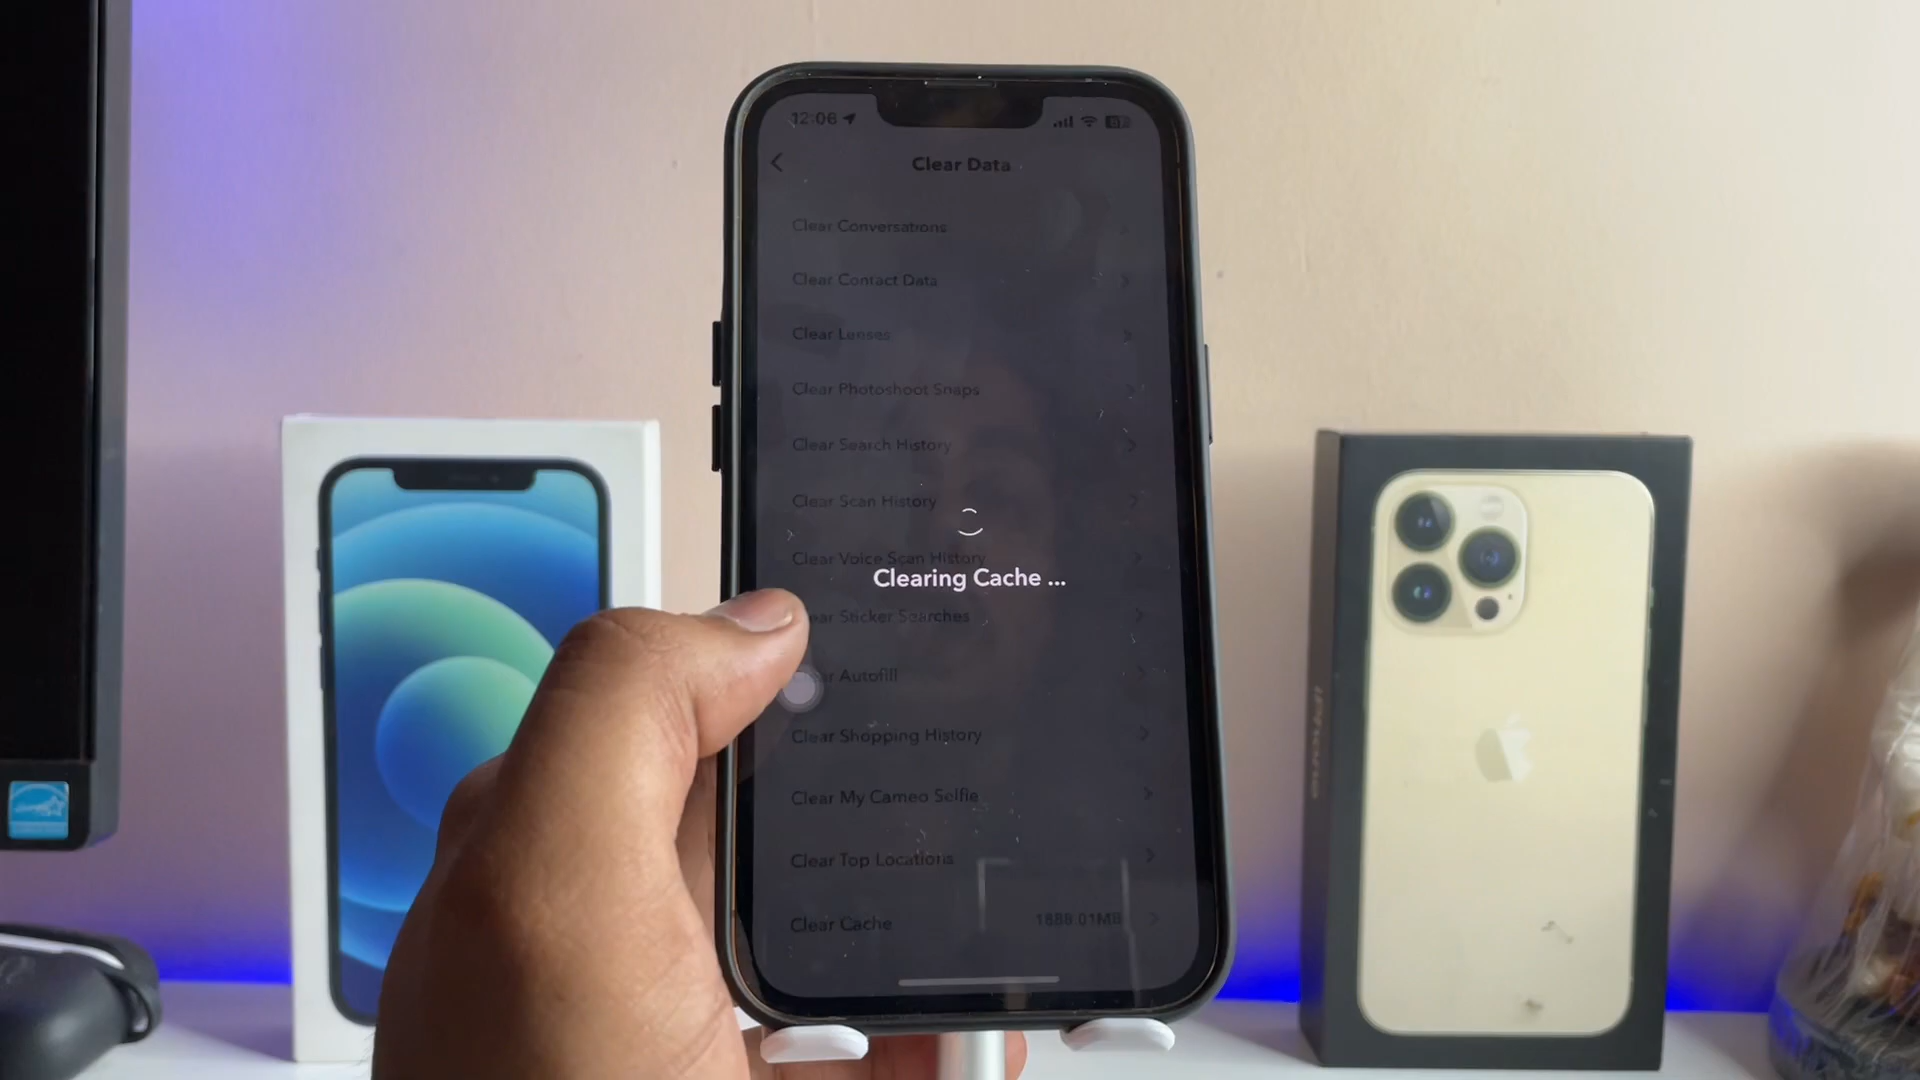 12:06
Clear Data
Clear Conversations
Clear Contact Data
Clear Lenses
Clear Photoshoot Snaps
Clear Search History
Clear Scan History
Clear Voice Scan History
Clearing Cache ...
ear Sticker Searches
ear Autofill
Clear Shopping History
Clear My Cameo Selfie
Clear Top Locations
Clear Cache 1888.01MB